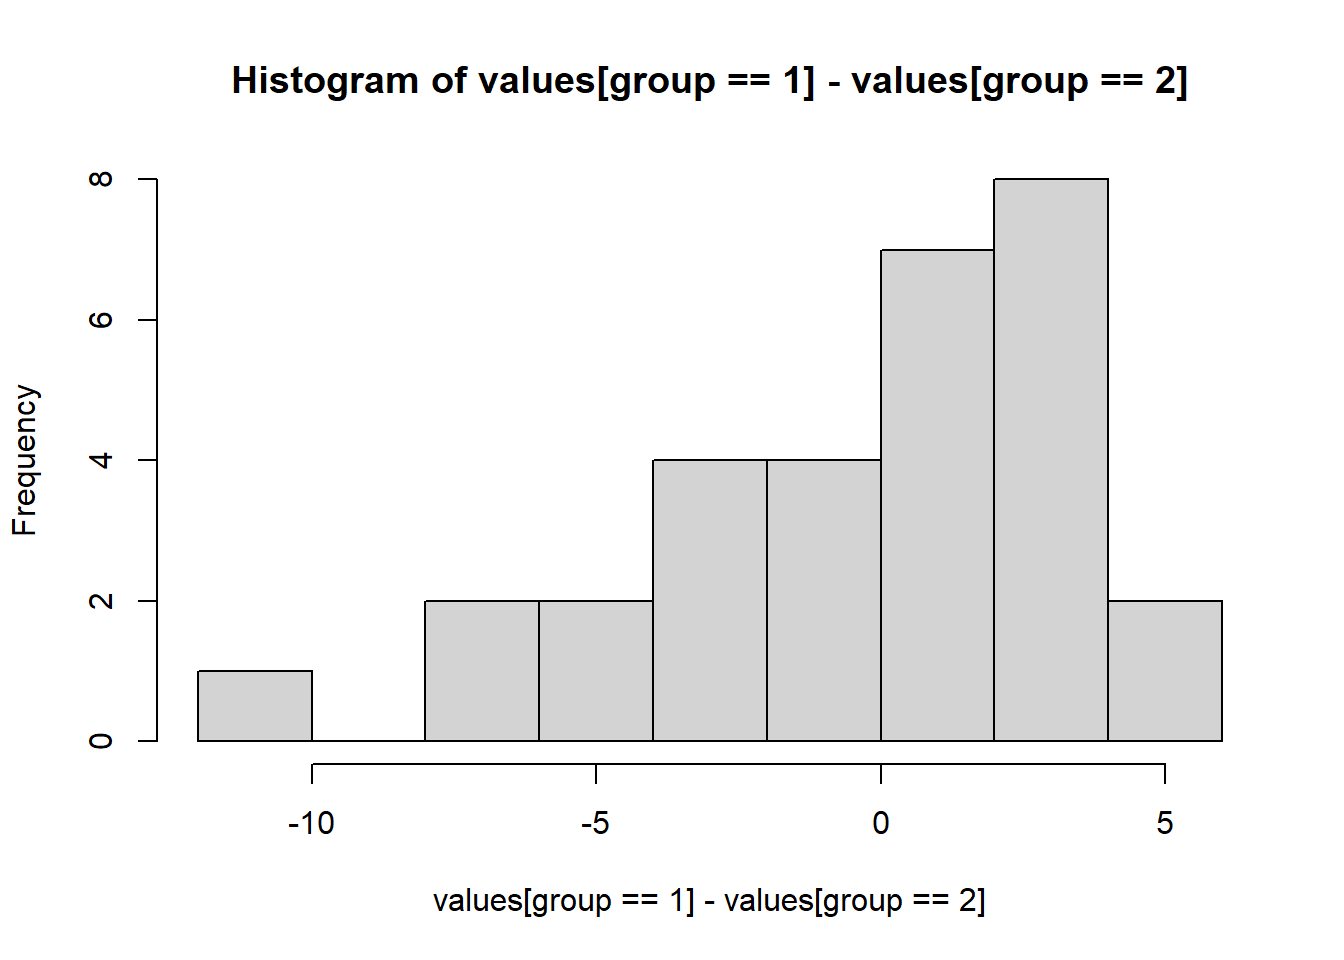 Histogram of values[group == 1] - values[group == 2]
Frequency
8
6
4
2
0
-10 -5 0 5
values[group == 1] - values[group == 2]